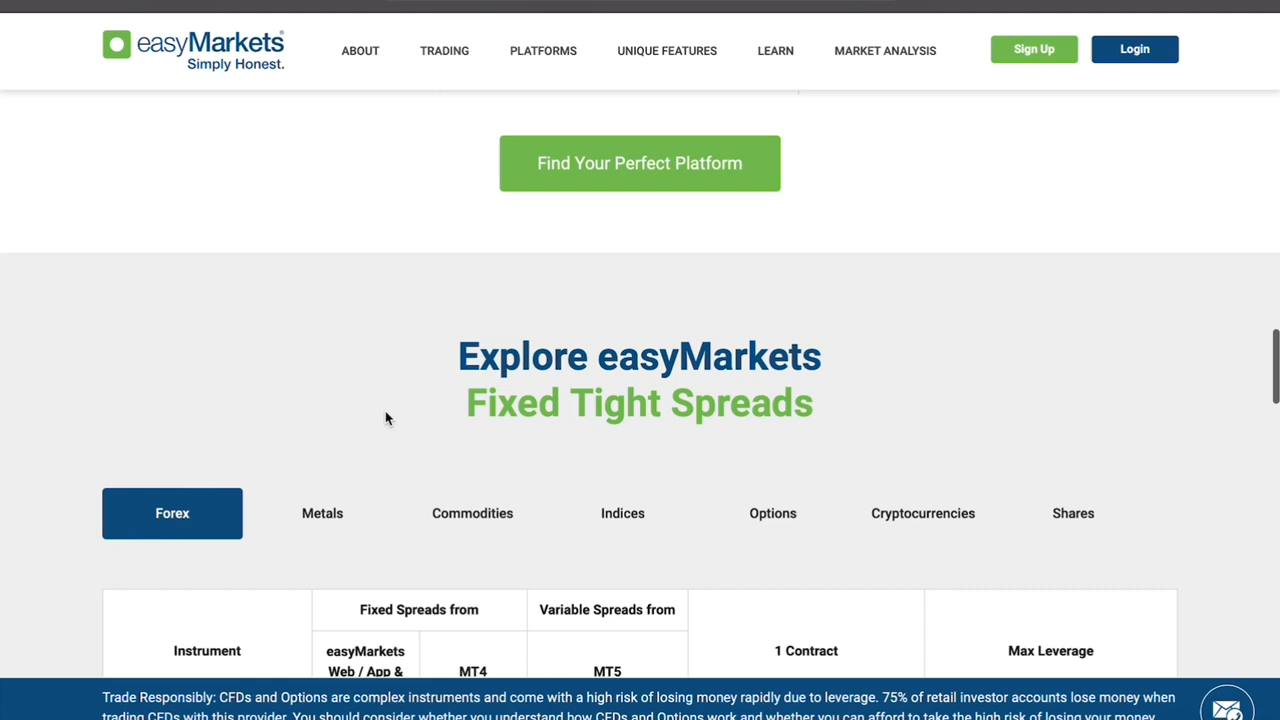 easyMarkets
Simply Honest.
ABOUT
TRADING
PLATFORMS
UNIQUE FEATURES
LEARN
MARKET ANALYSIS
Sign Up
Login
Find Your Perfect Platform
Explore easyMarkets
Fixed Tight Spreads
Forex
Metals
Commodities
Indices
Options
Cryptocurrencies
Shares
Instrument
Fixed Spreads from
easyMarkets
Web / App &
MT4
Variable Spreads from
MT5
1 Contract
Max Leverage
Trade Responsibly: CFDs and Options are complex instruments and come with a high risk of losing money rapidly due to leverage. 75% of retail investor accounts lose money when
trading CFDs with this provider. You should consider whether you understand how CFDs and Options work and whether you can afford to take the high risk of losing your money.